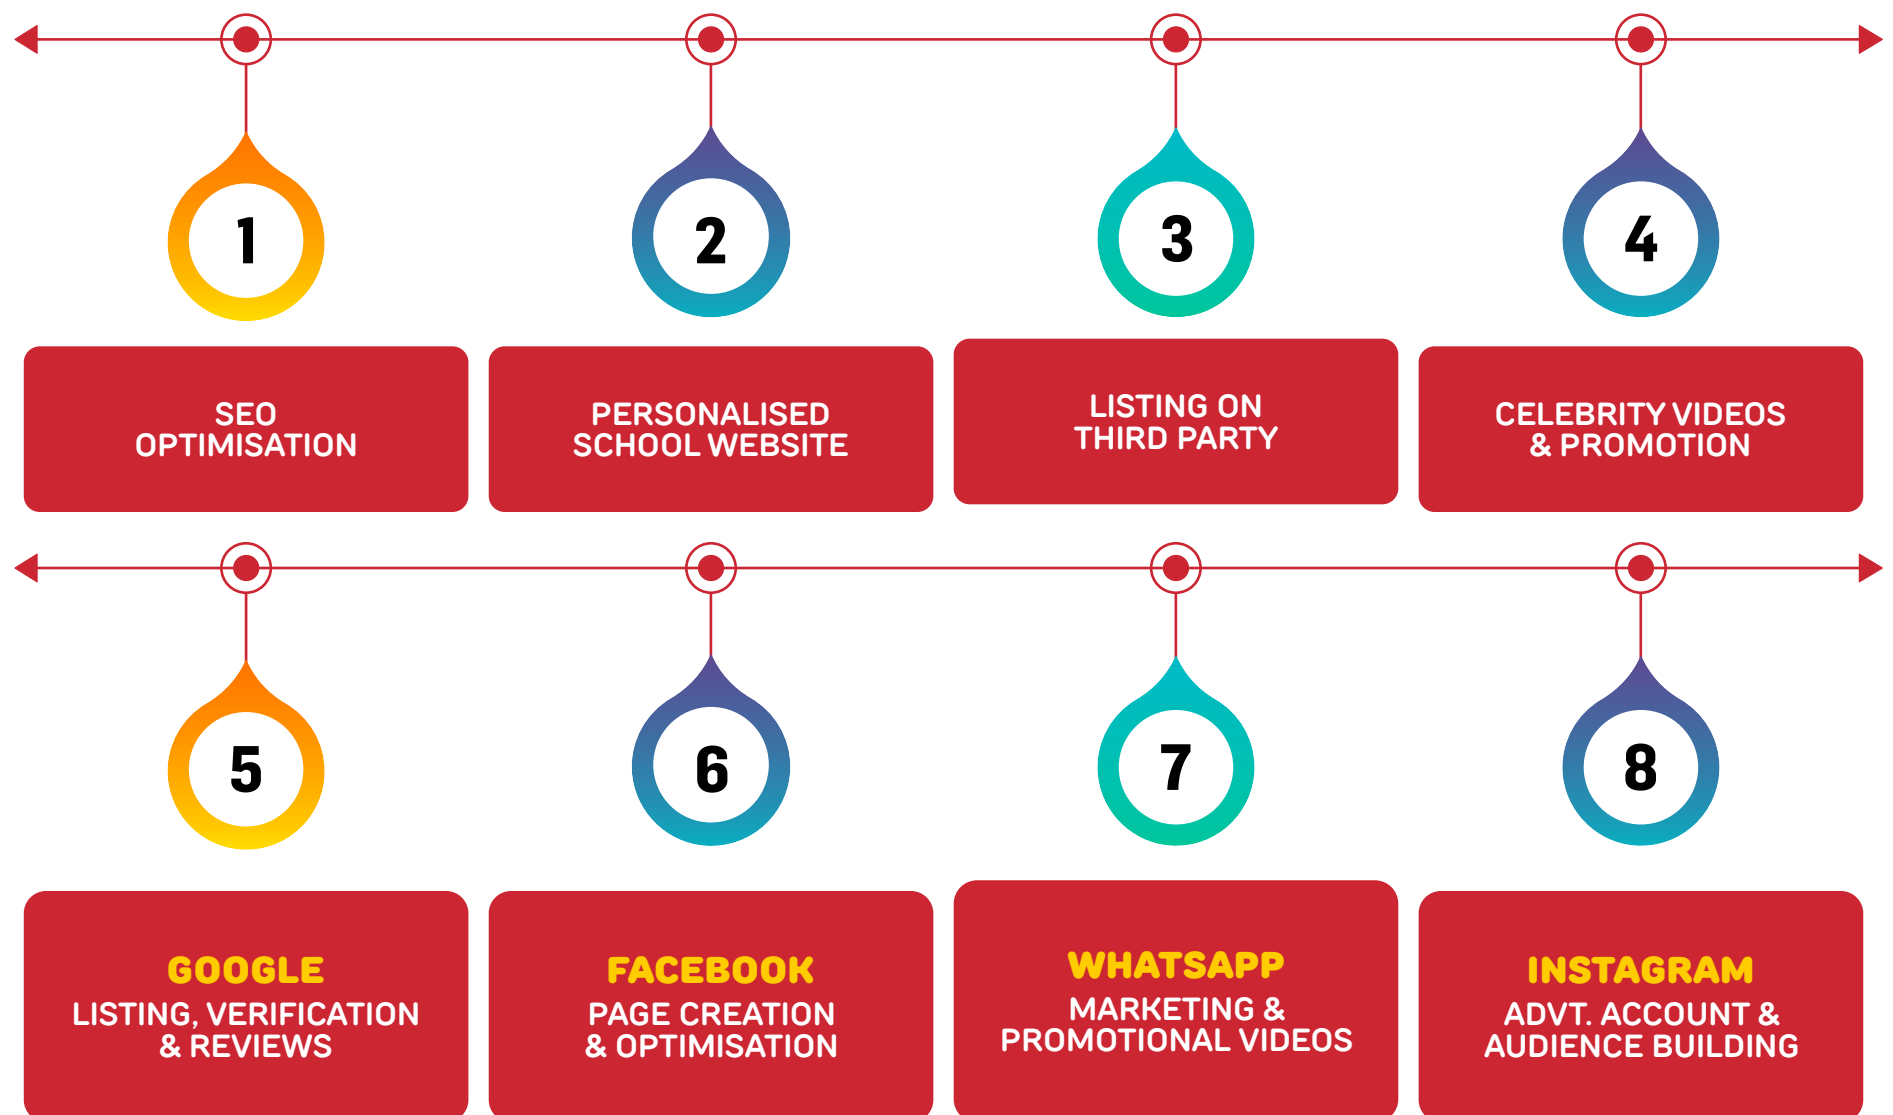 1
2
3
4
SEO
OPTIMISATION
PERSONALISED
SCHOOL WEBSITE
LISTING ON
THIRD PARTY
CELEBRITY VIDEOS
& PROMOTION
5
6
7
8
GOOGLE
LISTING, VERIFICATION
& REVIEWS
FACEBOOK
PAGE CREATION
& OPTIMISATION
WHATSAPP
MARKETING &
PROMOTIONAL VIDEOS
INSTAGRAM
ADVT. ACCOUNT &
AUDIENCE BUILDING